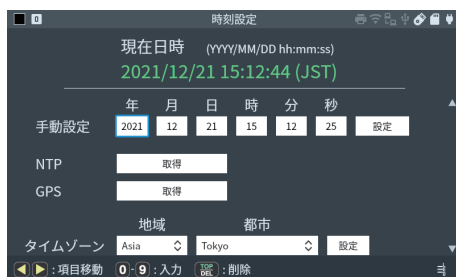 0 時刻設定
現在日時 (YYYY/MM/DD hh:mm:ss)
2021/12/21 15:12:44 (JST)
年 月 日 時 分 秒
手動設定 2021 12 21 15 12 25 設定
NTP 取得
GPS 取得
地域 都市
タイムゾーン Asia Tokyo 設定
:項目移動 0-9:入力 TOP DEL:削除